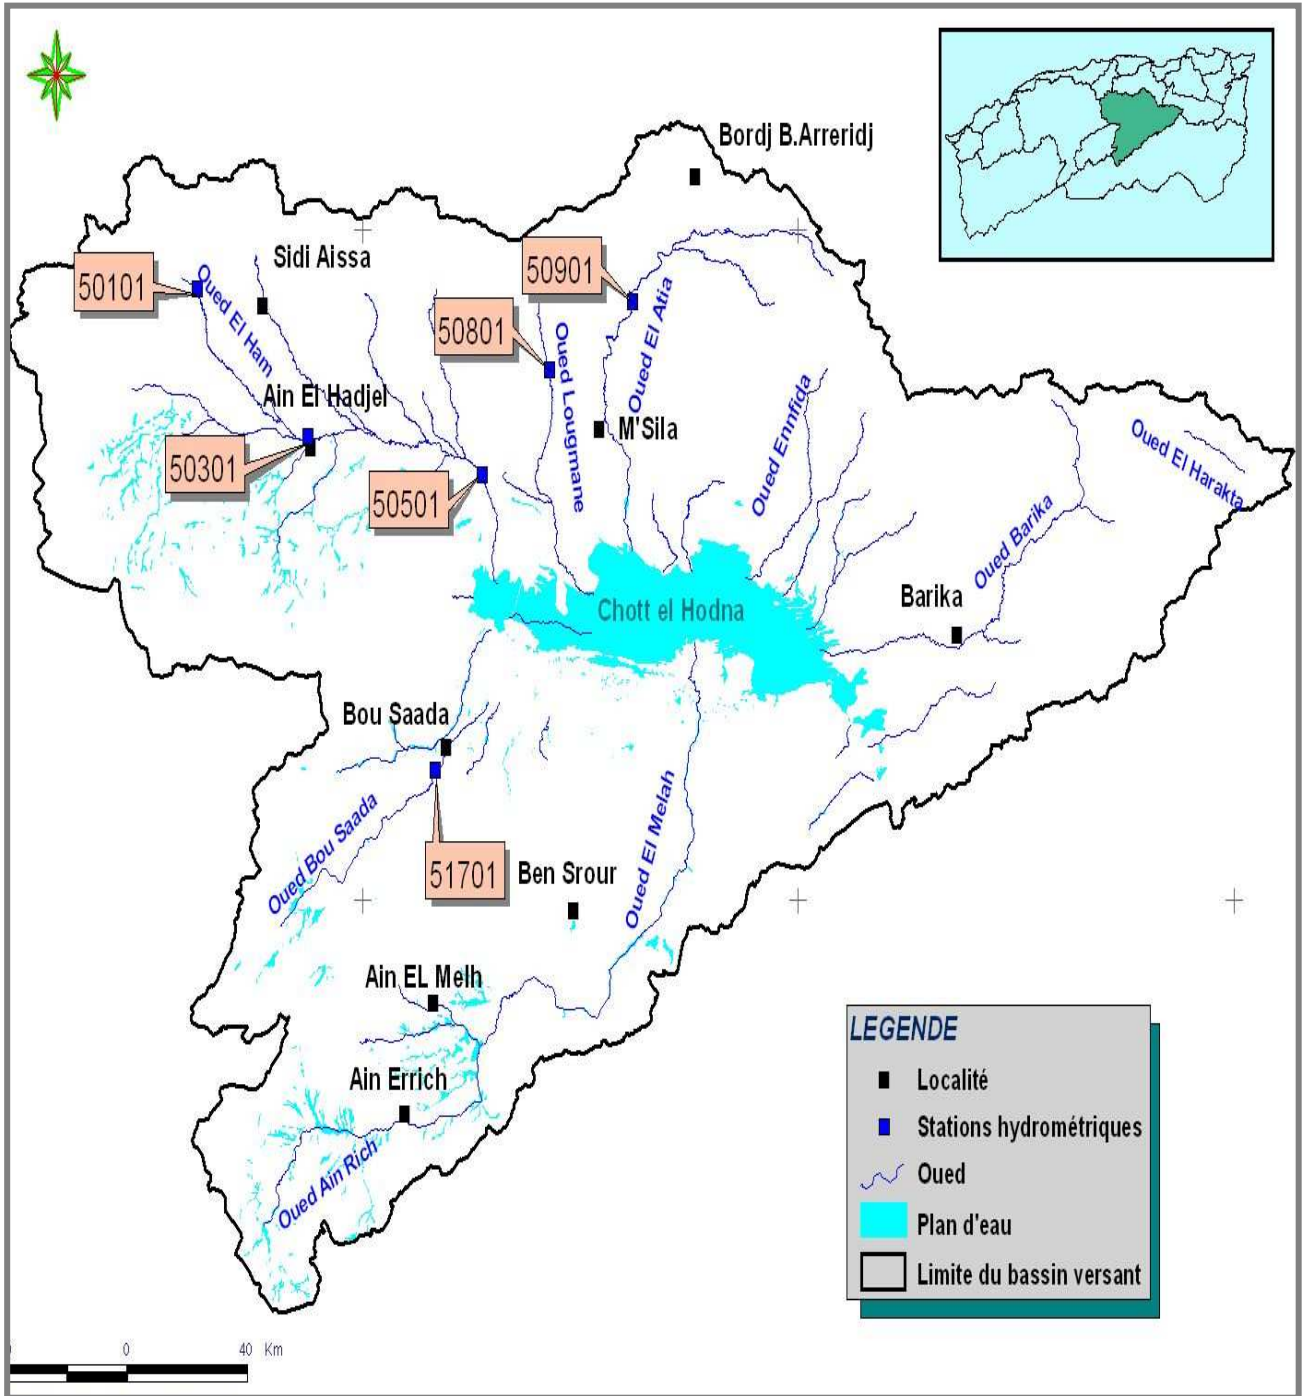 Bordj B.Arreridj
Sidi Aissa
50101
Oued El Ham
50901
50801
Oued El Atia
Oued Lougmane
Ain El Hadjel
M'Sila
Oued Ennfida
50301
50501
Oued El Harakta
Oued Barika
Chott el Hodna
Barika
Bou Saada
Oued Bou Saada
51701
Ben Srour
Oued El Melah
Ain EL Melh
Ain Errich
Oued Ain Rich
LEGENDE
Localité
Stations hydrométriques
Oued
Plan d'eau
Limite du bassin versant
0 40 Km